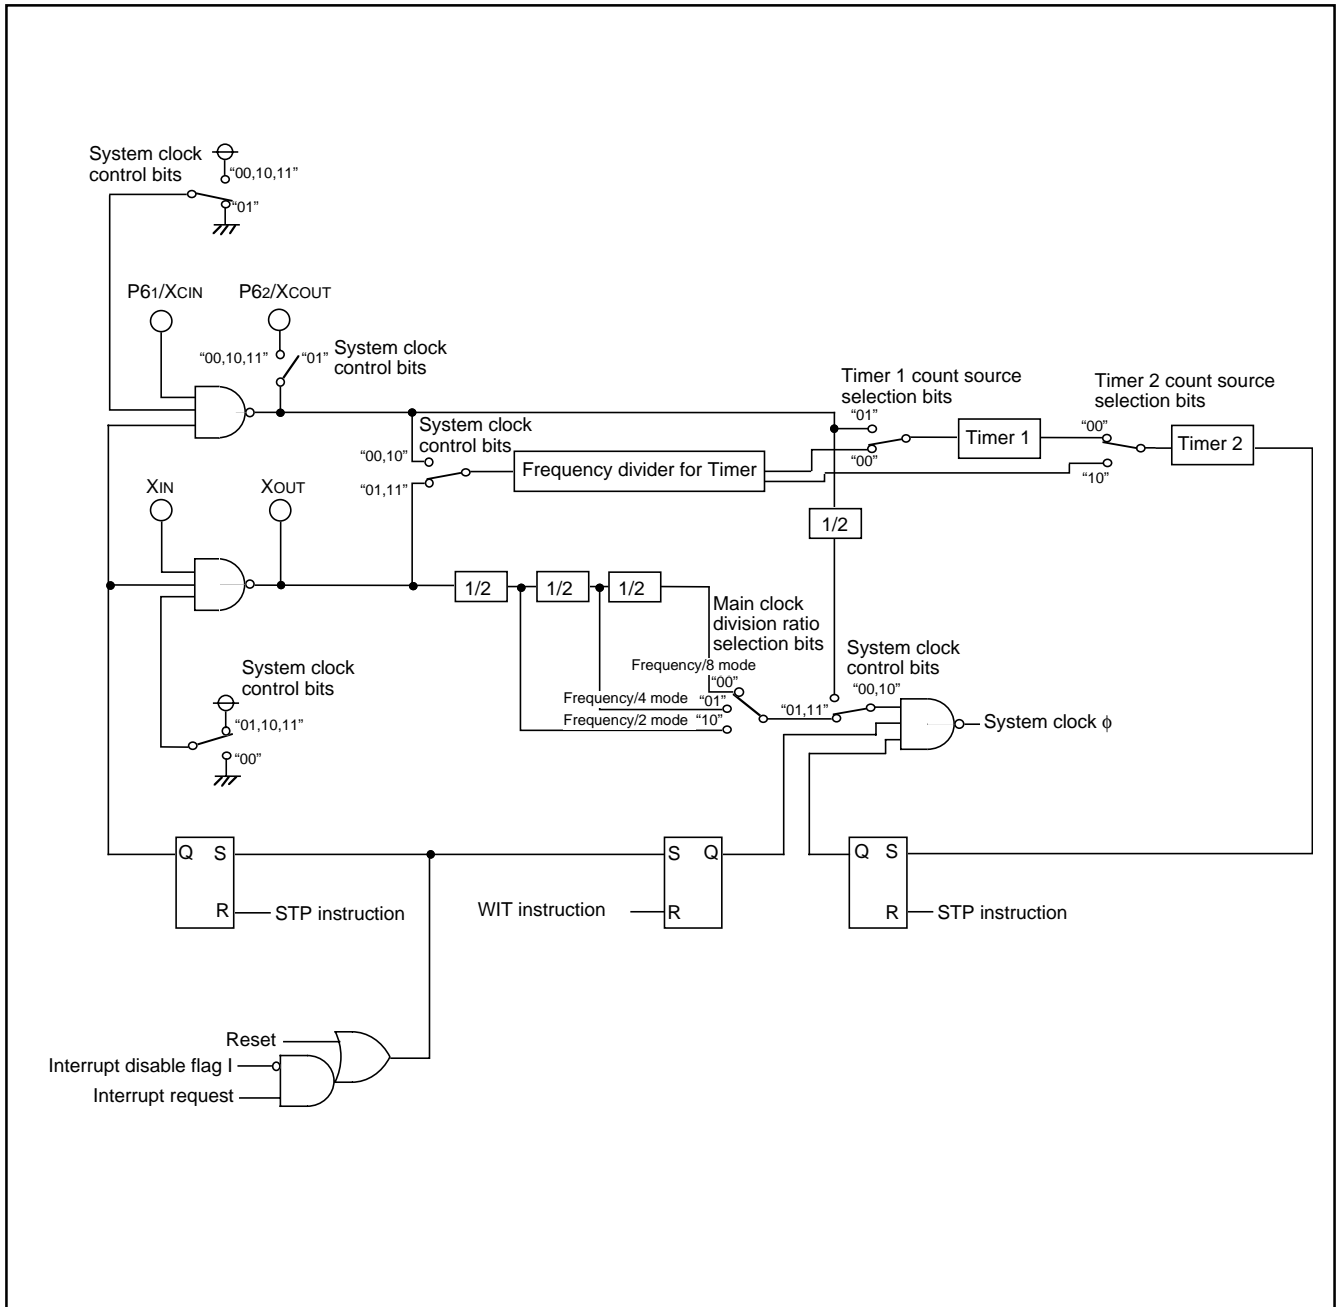 System clock
control bits
“00,10,11”
“01”
P61/XCIN
P62/XCOUT
“00,10,11”
“01”
System clock
control bits
Timer 1 count source
selection bits
Timer 2 count source
selection bits
“01”
“00”
Timer 1
“00”
“10”
Timer 2
System clock
control bits
“00,10”
“01,11”
Frequency divider for Timer
XIN
XOUT
1/2
1/2
1/2
1/2
Main clock
division ratio
selection bits
Frequency/8 mode
“00”
Frequency/4 mode
“01”
Frequency/2 mode
“10”
System clock
control bits
“00,10”
“01,11”
System clock ϕ
System clock
control bits
“01,10,11”
“00”
Q S
R
STP instruction
WIT instruction
S Q
R
Q S
R
STP instruction
Reset
Interrupt disable flag I
Interrupt request